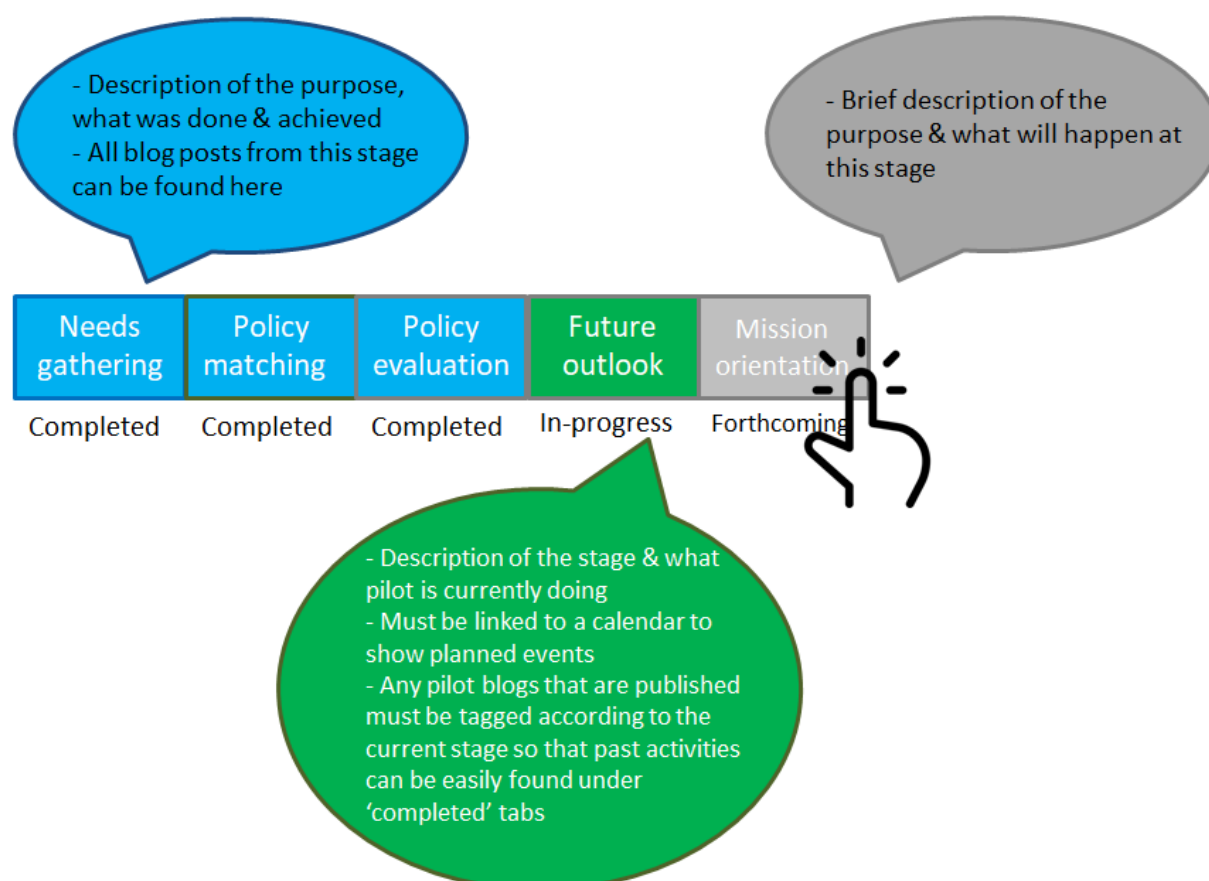 - Description of the purpose,
what was done & achieved
- All blog posts from this stage
can be found here
- Brief description of the
purpose & what will happen at
this stage
Needs
gathering
Policy
matching
Policy
evaluation
Future
outlook
Mission
orientation
Completed
Completed
Completed
In-progress
Forthcoming
- Description of the stage & what
pilot is currently doing
- Must be linked to a calendar to
show planned events
- Any pilot blogs that are published
must be tagged according to the
current stage so that past activities
can be easily found under
‘completed’ tabs